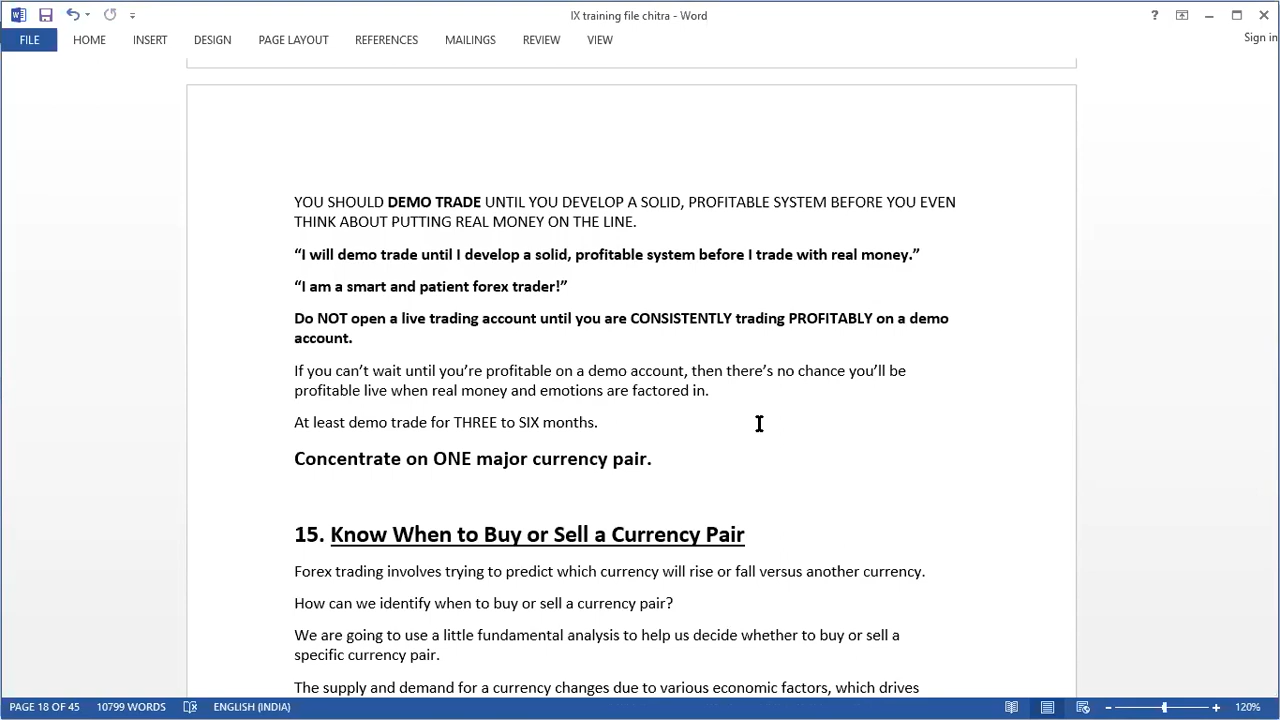 IX training file chitra - Word
?
Sign in
FILE HOME INSERT DESIGN PAGE LAYOUT REFERENCES MAILINGS REVIEW VIEW
YOU SHOULD DEMO TRADE UNTIL YOU DEVELOP A SOLID, PROFITABLE SYSTEM BEFORE YOU EVEN
THINK ABOUT PUTTING REAL MONEY ON THE LINE.
“I will demo trade until I develop a solid, profitable system before I trade with real money.”
“I am a smart and patient forex trader!”
Do NOT open a live trading account until you are CONSISTENTLY trading PROFITABLY on a demo
account.
If you can’t wait until you’re profitable on a demo account, then there’s no chance you’ll be
profitable live when real money and emotions are factored in.
At least demo trade for THREE to SIX months.
Concentrate on ONE major currency pair.
15. Know When to Buy or Sell a Currency Pair
Forex trading involves trying to predict which currency will rise or fall versus another currency.
How can we identify when to buy or sell a currency pair?
We are going to use a little fundamental analysis to help us decide whether to buy or sell a
specific currency pair.
The supply and demand for a currency changes due to various economic factors, which drives
PAGE 18 OF 45 10799 WORDS ENGLISH (INDIA) 120%